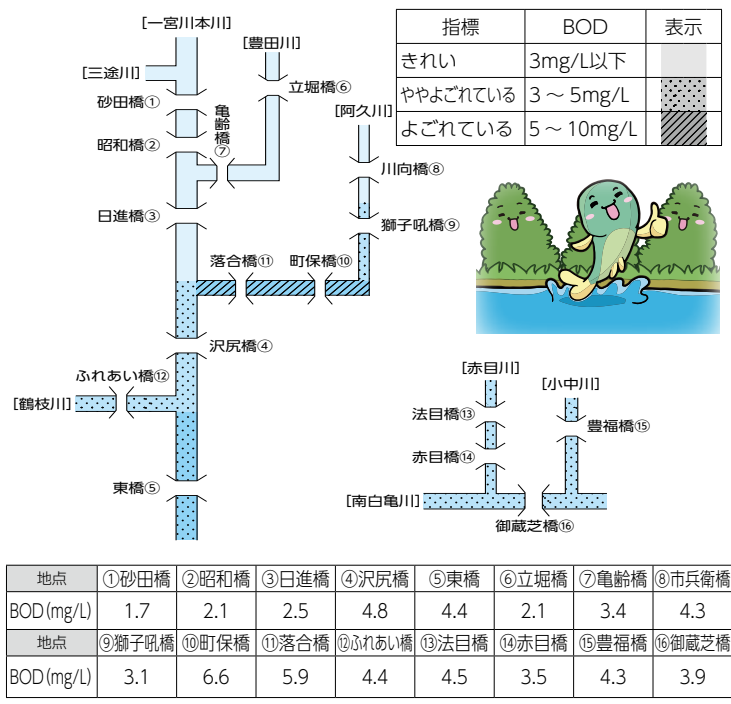 [一宮川本川]
[豊田川]
[三途川]
立堀橋⑥
砂田橋①
亀齢橋⑦
[阿久川]
昭和橋②
川向橋⑧
日進橋③
獅子吼橋⑨
落合橋⑪
町保橋⑩
沢尻橋④
ふれあい橋⑫
[鶴枝川]
東橋⑤
指標 BOD 表示
きれい 3mg/L以下
ややよごれている 3～5mg/L
よごれている 5～10mg/L
[赤目川]
[小中川]
法目橋⑬
豊福橋⑮
赤目橋⑭
[南白亀川]
御蔵芝橋⑯
地点 ①砂田橋 ②昭和橋 ③日進橋 ④沢尻橋 ⑤東橋 ⑥立堀橋 ⑦亀齢橋 ⑧市兵衛橋
BOD(mg/L) 1.7 2.1 2.5 4.8 4.4 2.1 3.4 4.3
地点 ⑨獅子吼橋 ⑩町保橋 ⑪落合橋 ⑫ふれあい橋 ⑬法目橋 ⑭赤目橋 ⑮豊福橋 ⑯御蔵芝橋
BOD(mg/L) 3.1 6.6 5.9 4.4 4.5 3.5 4.3 3.9